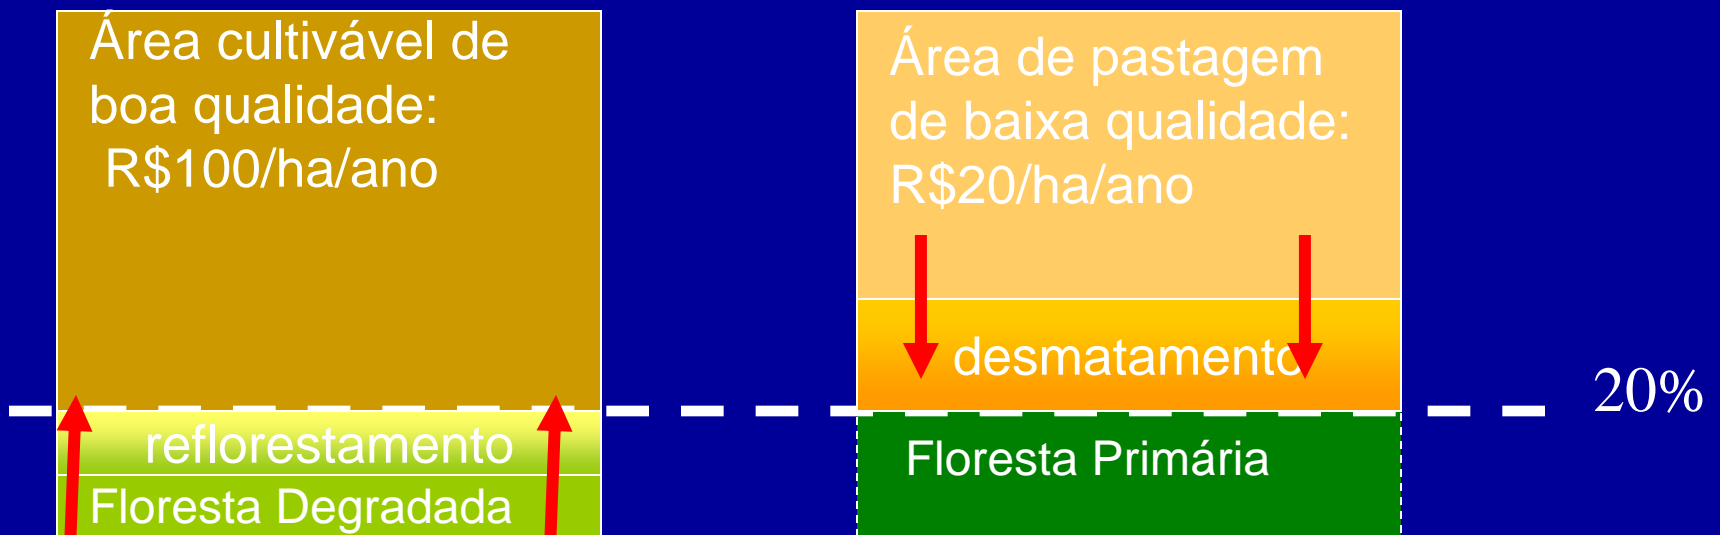 Área cultivável de
boa qualidade:
R$100/ha/ano
reflorestamento
Floresta Degradada
Área de pastagem
de baixa qualidade:
R$20/ha/ano
desmatamento
Floresta Primária
20%